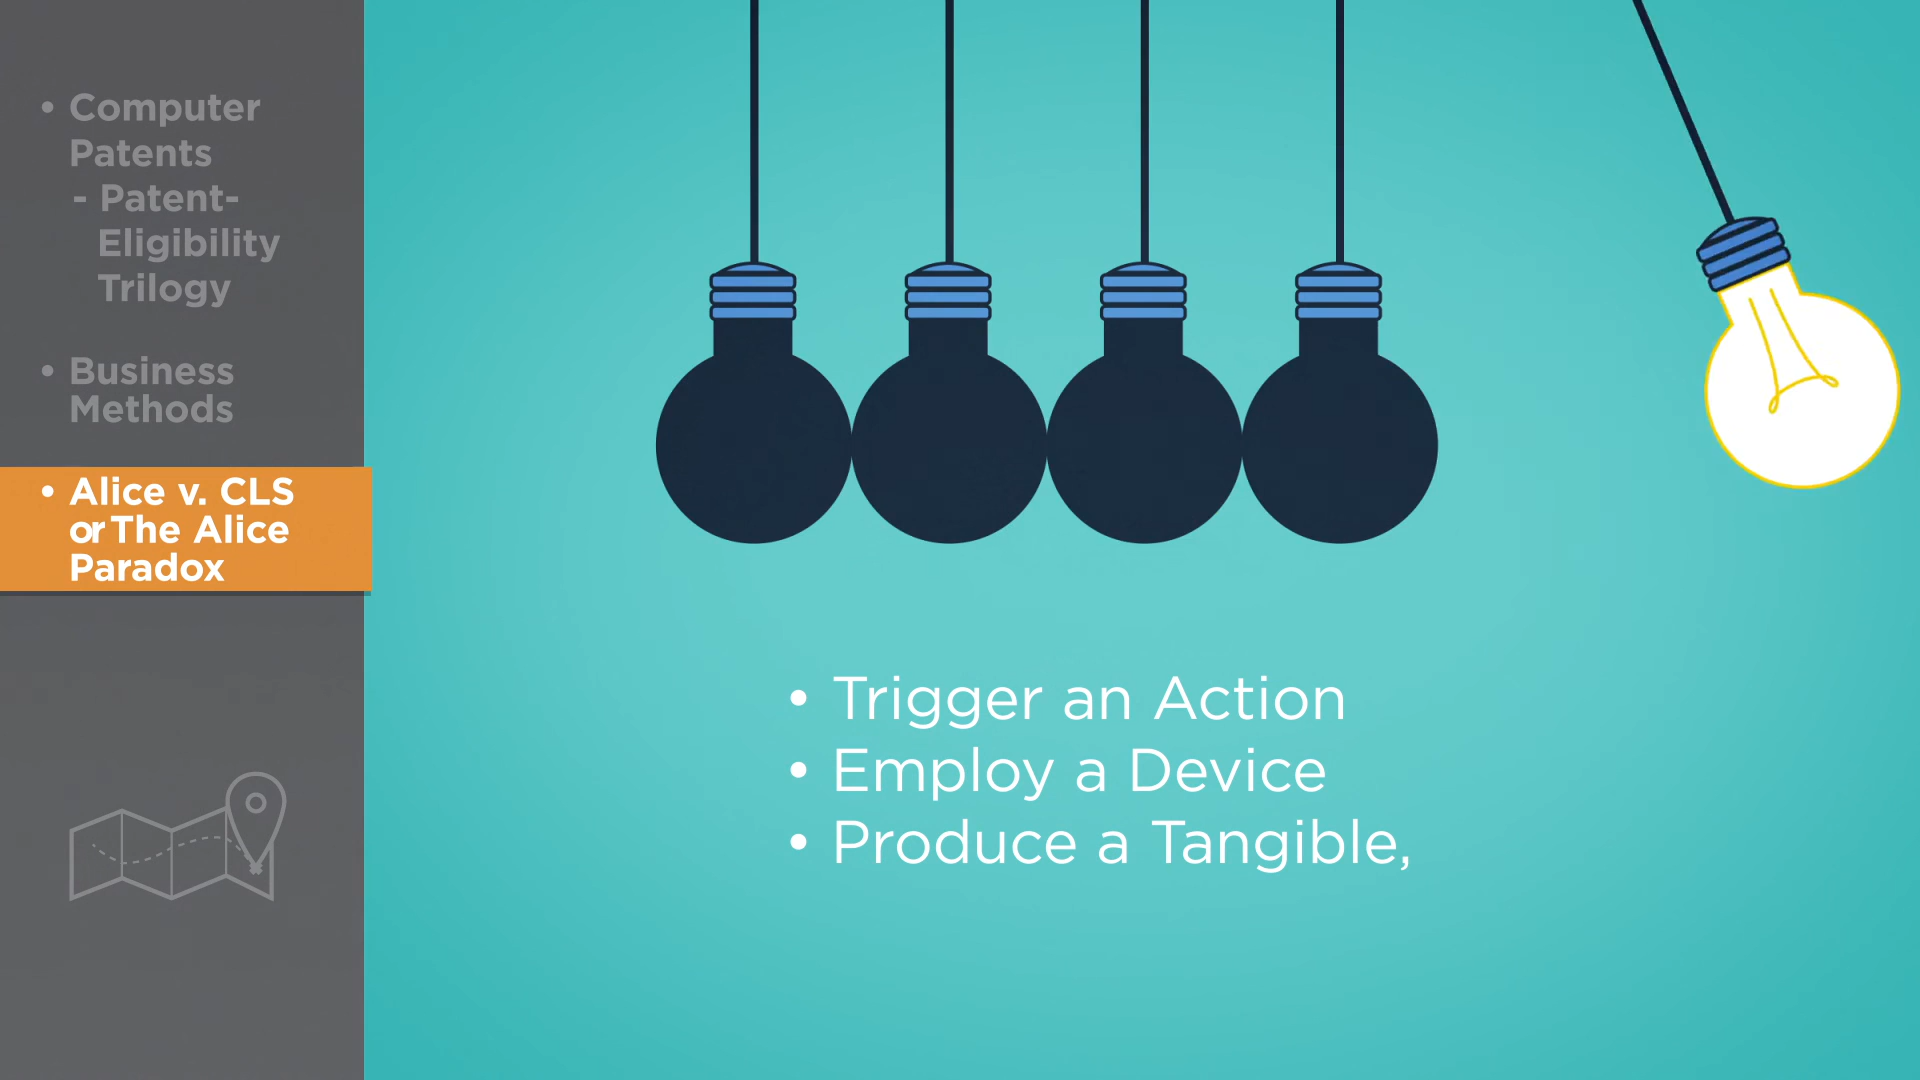 • Computer
Patents
- Patent-
Eligibility
Trilogy
• Business
Methods
• Alice v. CLS
or The Alice
Paradox
• Trigger an Action
• Employ a Device
• Produce a Tangible,